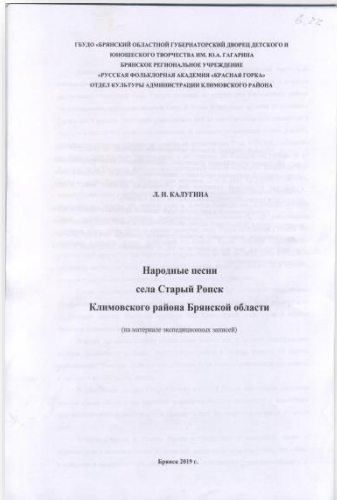 ГБУДО «БРЯНСКИЙ ОБЛАСТНОЙ ГУБЕРНАТОРСКИЙ ДВОРЕЦ ДЕТСКОГО И
ЮНОШЕСКОГО ТВОРЧЕСТВА ИМ. Ю.А. ГАГАРИНА
БРЯНСКОЕ РЕГИОНАЛЬНОЕ УЧРЕЖДЕНИЕ
«РУССКАЯ ФОЛЬКЛОРНАЯ АКАДЕМИЯ «КРАСНАЯ ГОРКА»
ОТДЕЛ КУЛЬТУРЫ АДМИНИСТРАЦИИ КЛИМОВСКОГО РАЙОНА
Л. И. КАЛУГИНА
Народные песни
села Старый Ропск
Климовского района Брянской области
(на материале экспедиционных записей)
Брянск 2019 г.